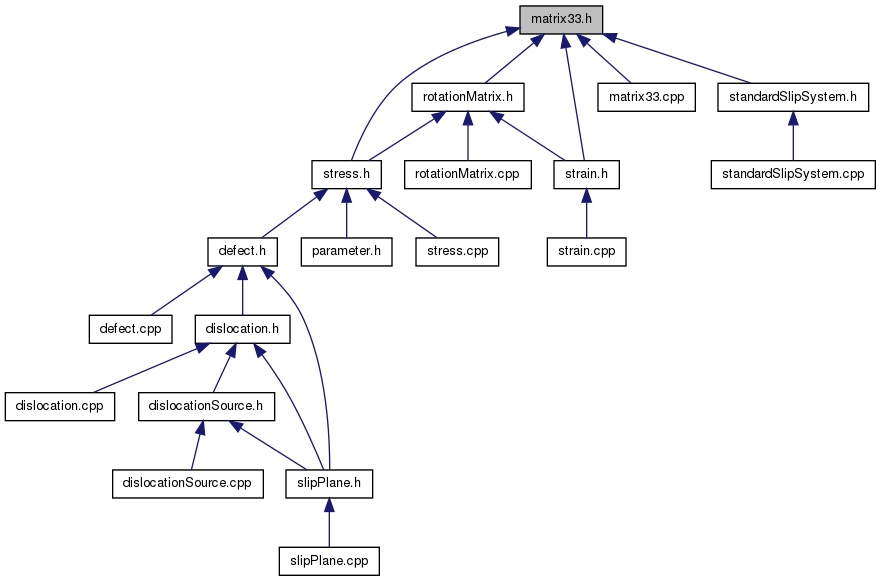 matrix33.h
rotationMatrix.h
matrix33.cpp
standardSlipSystem.h
stress.h
rotationMatrix.cpp
strain.h
standardSlipSystem.cpp
defect.h
parameter.h
stress.cpp
strain.cpp
defect.cpp
dislocation.h
dislocation.cpp
dislocationSource.h
dislocationSource.cpp
slipPlane.h
slipPlane.cpp